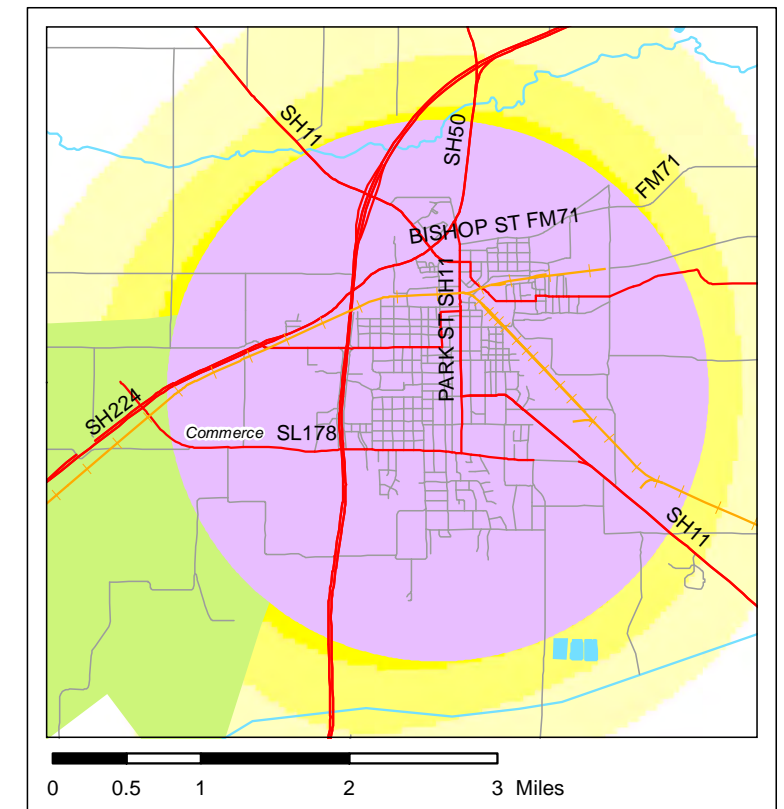 SH11
SH50
FM71
BISHOP ST FM71
PARK ST SH11
SH224
Commerce
SL178
SH11
0 0.5 1 2 3 Miles